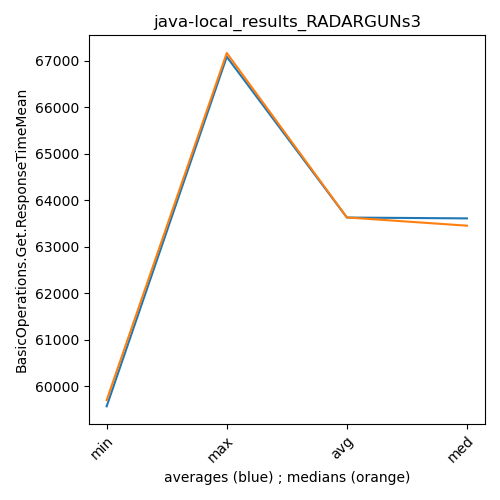 java-local_results_RADARGUNs3
BasicOperations.Get.ResponseTimeMean
67000
66000
65000
64000
63000
62000
61000
60000
min
max
avg
med
averages (blue) ; medians (orange)